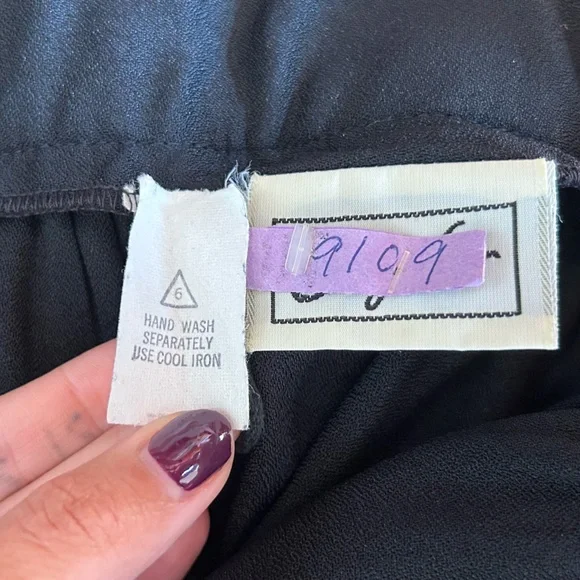 6
HAND WASH
SEPARATELY
USE COOL IRON
9109